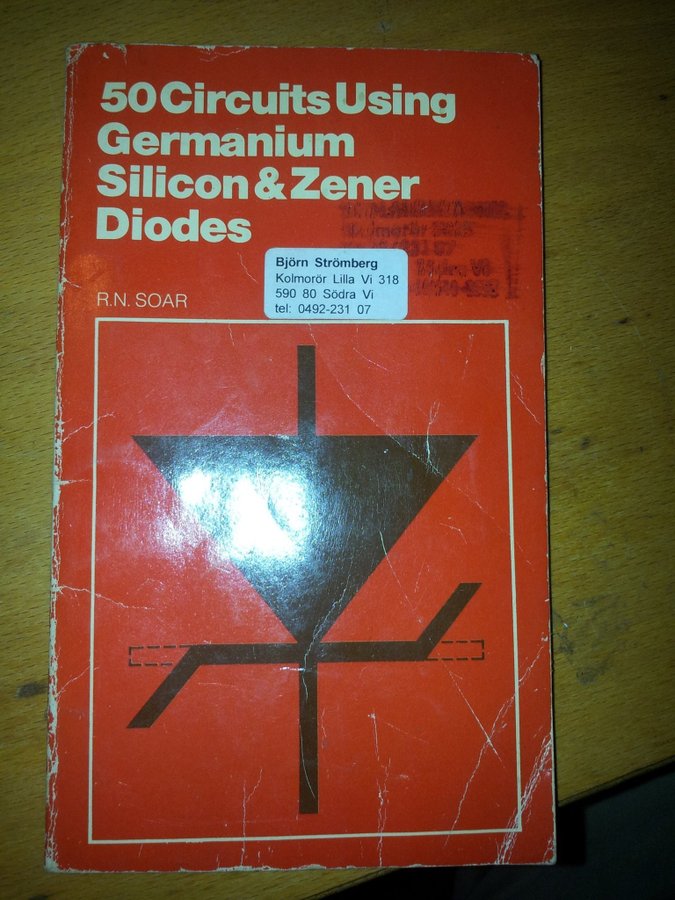 50 Circuits Using
Germanium
Silicon & Zener
Diodes
R.N. SOAR
Björn Strömberg
Kolmorör Lilla Vi 318
590 80 Södra Vi
tel: 0492-231 07